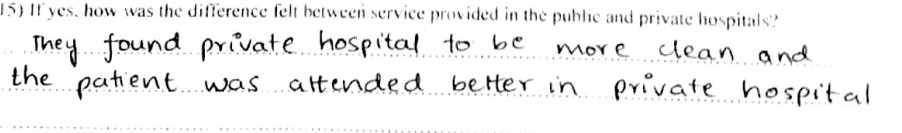 15) If yes, how was the difference felt between service provided in the public and private hospitals?
They found private hospital to be more clean and
the patient was attended better in private hospital